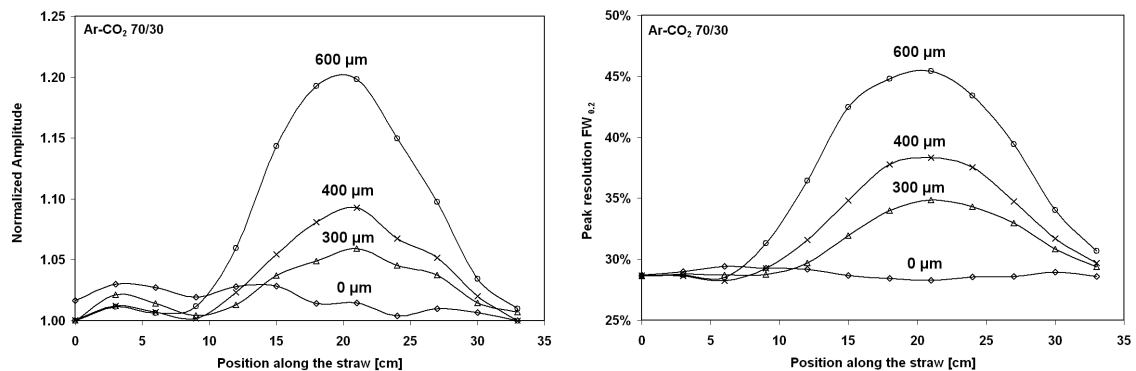 1.25
1.20
1.15
1.10
1.05
1.00
Normalized Amplitude
Ar-CO₂ 70/30
600 µm
400 µm
300 µm
0 µm
0 5 10 15 20 25 30 35
Position along the straw [cm]
50%
45%
40%
35%
30%
25%
Peak resolution FW₀.₂
Ar-CO₂ 70/30
600 µm
400 µm
300 µm
0 µm
0 5 10 15 20 25 30 35
Position along the straw [cm]